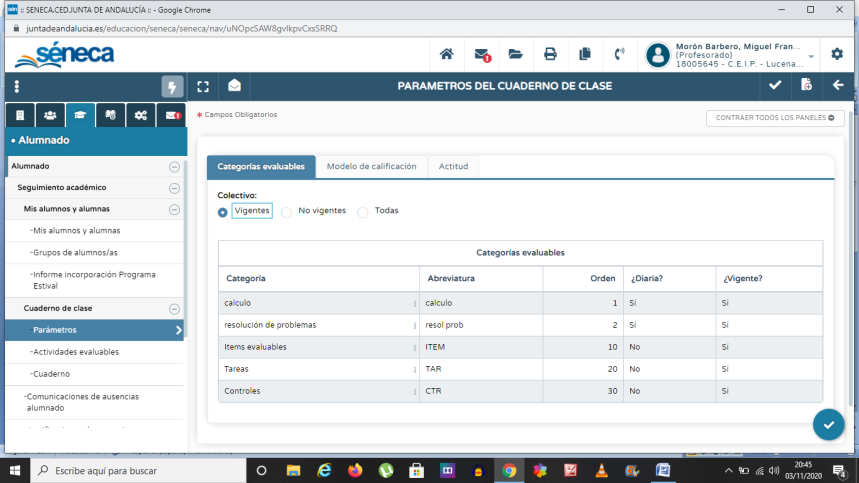 :: SENECA.CED.JUNTA DE ANDALUCÍA :: - Google Chrome
juntadeandalucia.es/educacion/seneca/seneca/nav/uNOpcSAW8gvIkpvCxsSRRQ
séneca
Morón Barbero, Miguel Fran...
(Profesorado)
18005645 - C.E.I.P. - Lucena...
PARAMETROS DEL CUADERNO DE CLASE
* Campos Obligatorios
CONTRAER TODOS LOS PANELES
• Alumnado
Alumnado
Seguimiento académico
Mis alumnos y alumnas
-Mis alumnos y alumnas
-Grupos de alumnos/as
-Informe incorporación Programa
Estival
Cuaderno de clase
-Parámetros
-Actividades evaluables
-Cuaderno
-Comunicaciones de ausencias
alumnado
Categorías evaluables Modelo de calificación Actitud
Colectivo:
Vigentes No vigentes Todas
Categorías evaluables
Categoría Abreviatura Orden ¿Diaria? ¿Vigente?
calculo calculo 1 Sí Sí
resolución de problemas resol prob 2 Sí Sí
Items evaluables ITEM 10 No Sí
Tareas TAR 20 No Sí
Controles CTR 30 No Sí
Escribe aquí para buscar
20:45
03/11/2020